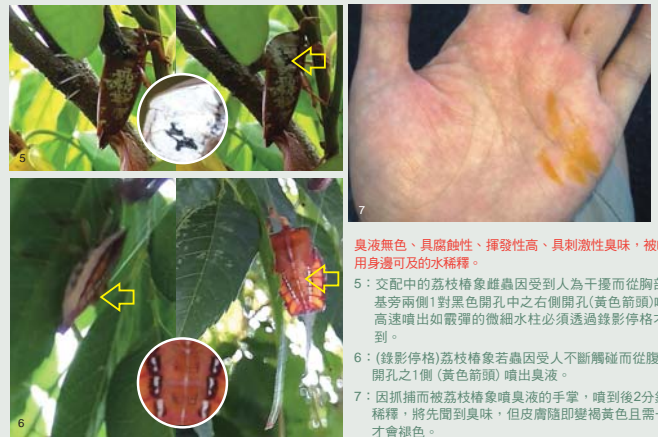 5
7
6
臭液無色、具腐蝕性、揮發性高、具刺激性臭味，被
用身邊可及的水稀釋。
5：交配中的荔枝椿象雌蟲因受到人為干擾而從胸
基旁兩側1對黑色開孔中之右側開孔(黃色箭頭)
高速噴出如霰彈的微細水柱必須透過錄影停格
到。
6：(錄影停格)荔枝椿象若蟲因受人不斷觸碰而從腹
開孔之1側 (黃色箭頭) 噴出臭液。
7：因抓捕而被荔枝椿象噴臭液的手掌，噴到後2分
稀釋，將先聞到臭味，但皮膚隨即變褐黃色且需
才會褪色。